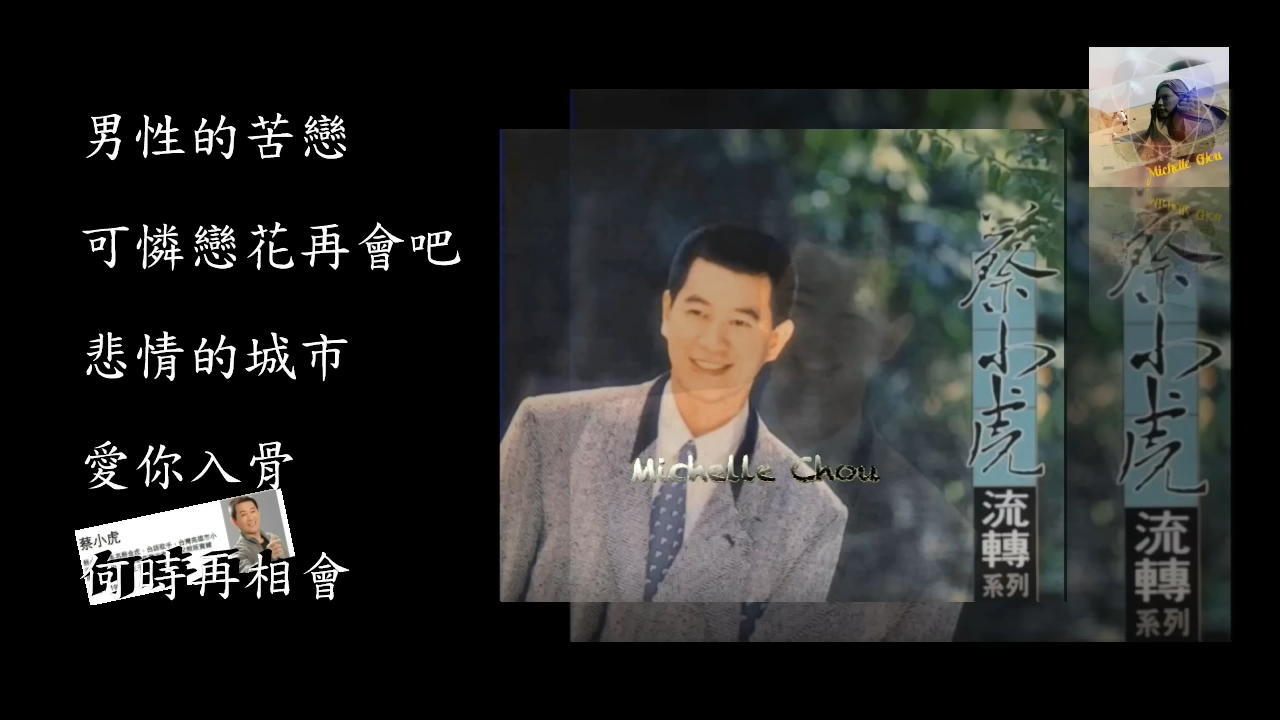 男性的苦戀
可憐戀花再會吧
悲情的城市
愛你入骨
蔡小虎
何時再相會
Michelle Chou
蔡小虎
流轉
系列
Michelle Chou
蔡小虎
流轉
系列